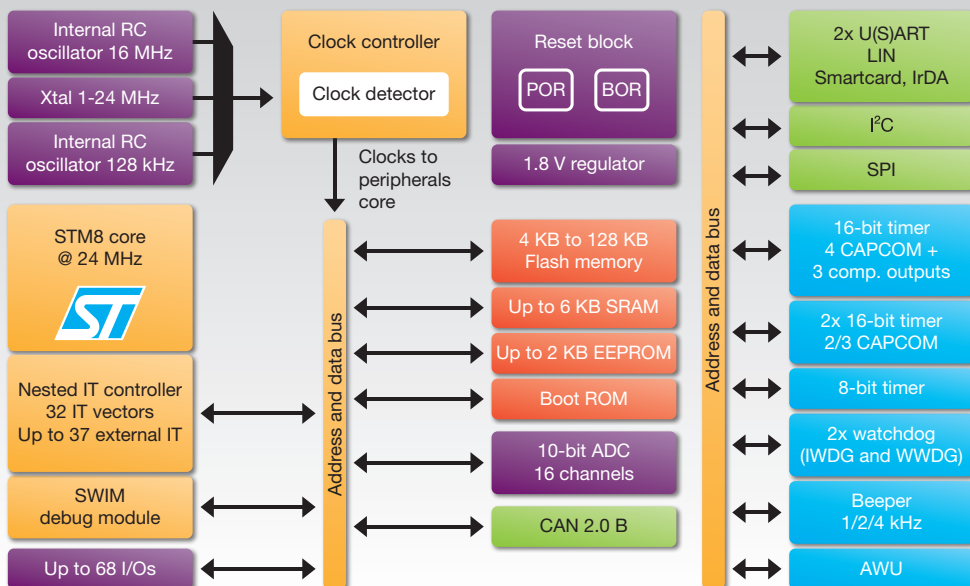 Internal RC
oscillator 16 MHz
Xtal 1-24 MHz
Internal RC
oscillator 128 kHz
Clock controller
Clock detector
Clocks to
peripherals
core
Reset block
POR
BOR
1.8 V regulator
STM8 core
@ 24 MHz
ST
Nested IT controller
32 IT vectors
Up to 37 external IT
SWIM
debug module
Up to 68 I/Os
Address and data bus
4 KB to 128 KB
Flash memory
Up to 6 KB SRAM
Up to 2 KB EEPROM
Boot ROM
10-bit ADC
16 channels
CAN 2.0 B
Address and data bus
2x U(S)ART
LIN
Smartcard, IrDA
I²C
SPI
16-bit timer
4 CAPCOM +
3 comp. outputs
2x 16-bit timer
2/3 CAPCOM
8-bit timer
2x watchdog
(IWDG and WWDG)
Beeper
1/2/4 kHz
AWU